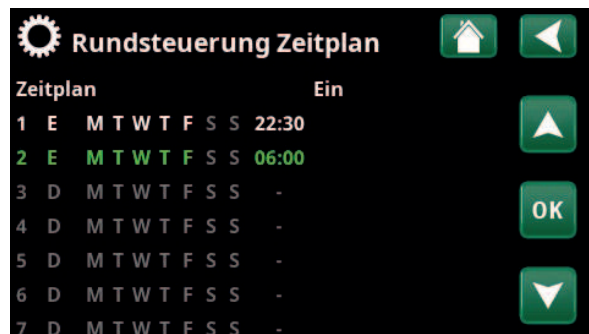 Rundsteuerung Zeitplan
Zeitplan Ein
1 E M T W T F S S 22:30
2 E M T W T F S S 06:00
3 D M T W T F S S -
4 D M T W T F S S -
OK
5 D M T W T F S S -
6 D M T W T F S S -
7 D M T W T F S S -